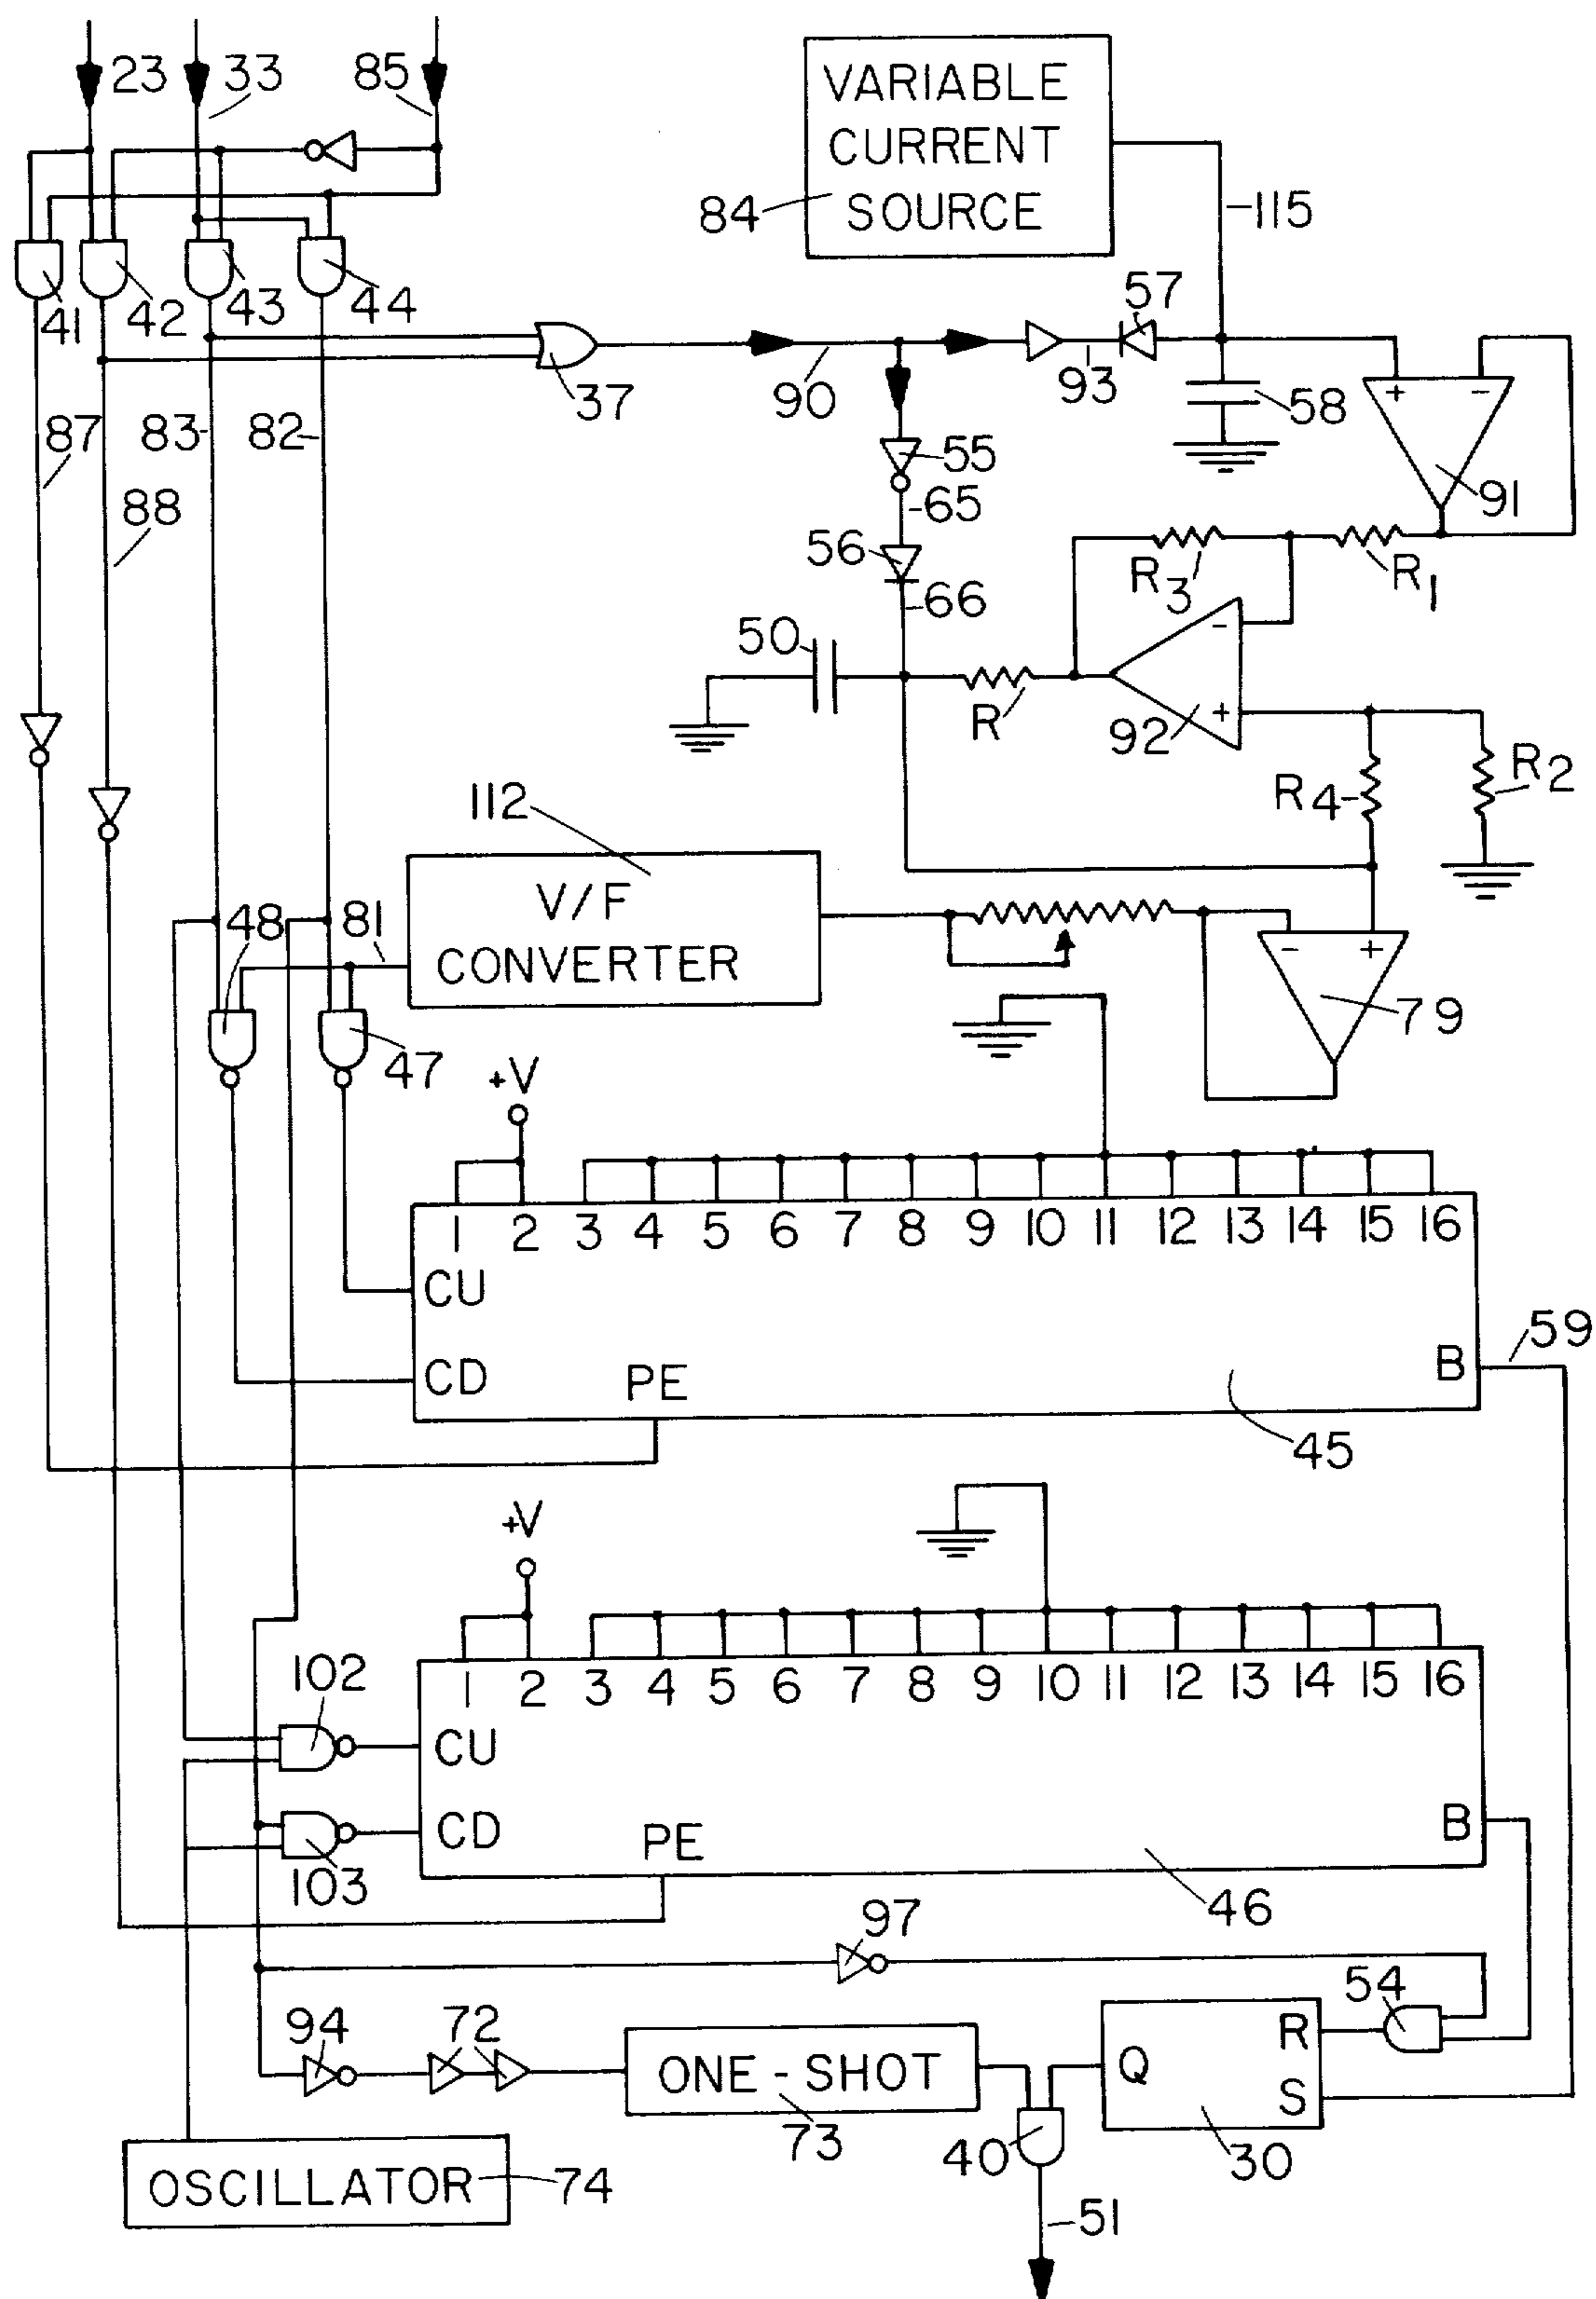 23
33
85
VARIABLE
CURRENT
SOURCE
84
115
41
42
43
44
57
37
90
93
+
-
58
87
83
82
55
91
88
65
56
R3
R1
66
-
50
R
92
+
R4
R2
112
V/F
CONVERTER
48
81
-
+
79
47
+V
1 2 3 4 5 6 7 8 9 10 11 12 13 14 15 16
CU
59
CD
PE
B
45
+V
1 2 3 4 5 6 7 8 9 10 11 12 13 14 15 16
102
CU
CD
PE
B
103
46
97
54
94
72
ONE-SHOT
Q
R
S
73
40
30
OSCILLATOR
74
51